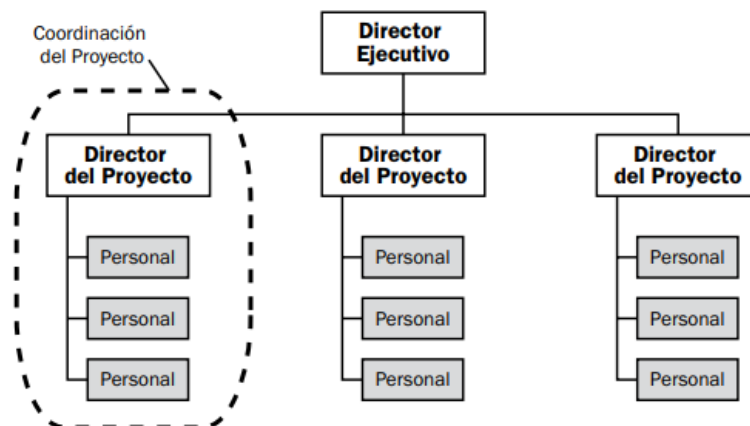 Coordinación
del Proyecto
Director
Ejecutivo
Director
del Proyecto
Director
del Proyecto
Director
del Proyecto
Personal
Personal
Personal
Personal
Personal
Personal
Personal
Personal
Personal